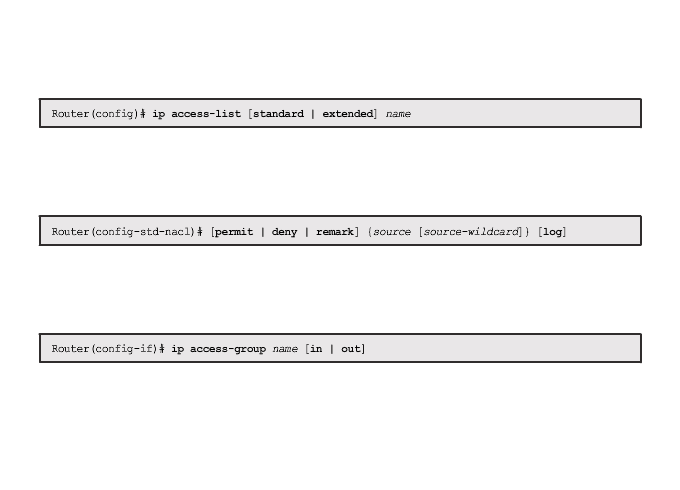 Router(config)# ip access-list [standard | extended] name
Router(config-std-nacl)# [permit | deny | remark] {source [source-wildcard]} [log]
Router(config-if)# ip access-group name [in | out]